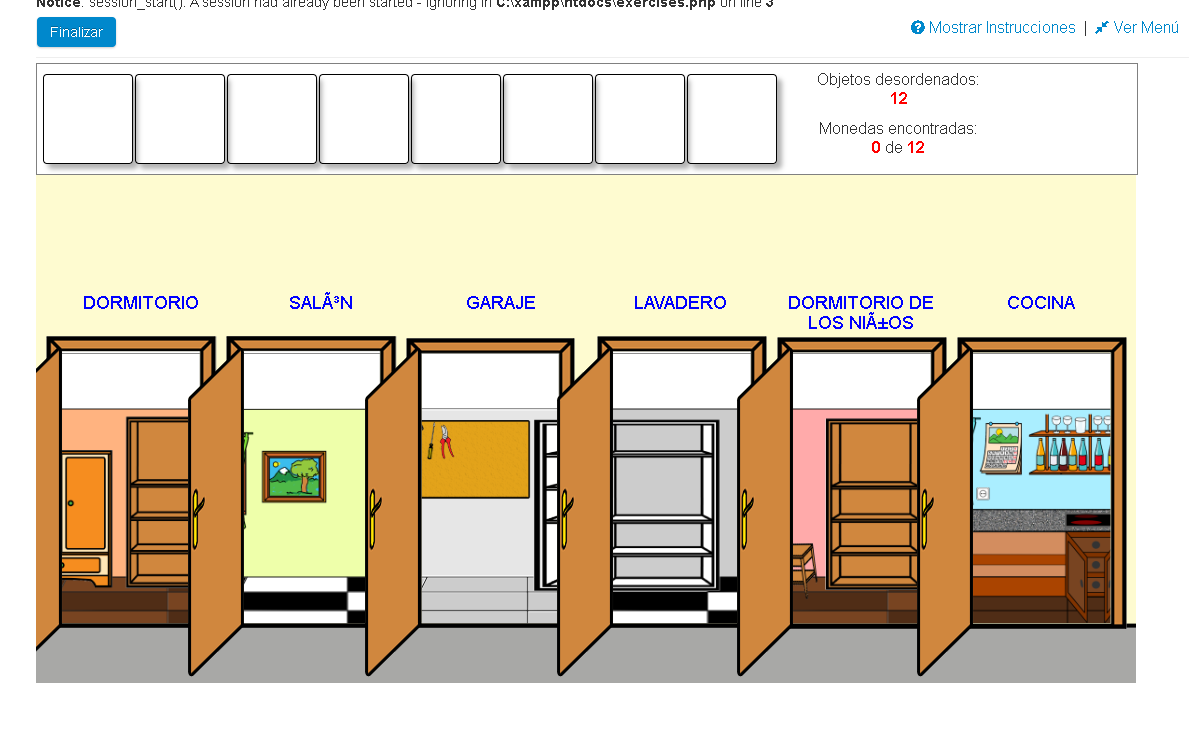 Notice: session_start(): A session had already been started - ignoring in C:\xampp\htdocs\exercises.php on line 3
Finalizar
Mostrar Instrucciones | Ver Menú
Objetos desordenados:
12
Monedas encontradas:
0 de 12
DORMITORIO
SALÃ³N
GARAJE
LAVADERO
DORMITORIO DE
LOS NIÃ±OS
COCINA